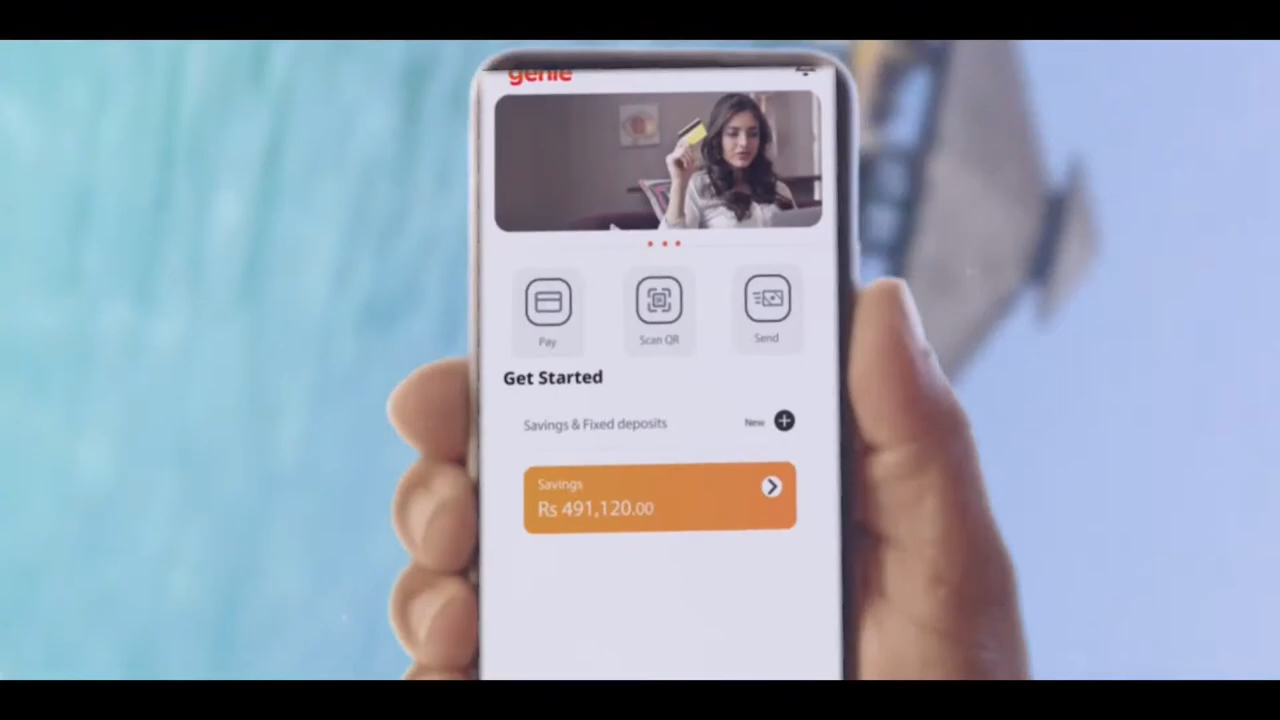 genie
Pay
Scan QR
Send
Get Started
Savings & Fixed deposits
New
Savings
Rs 491,120.00